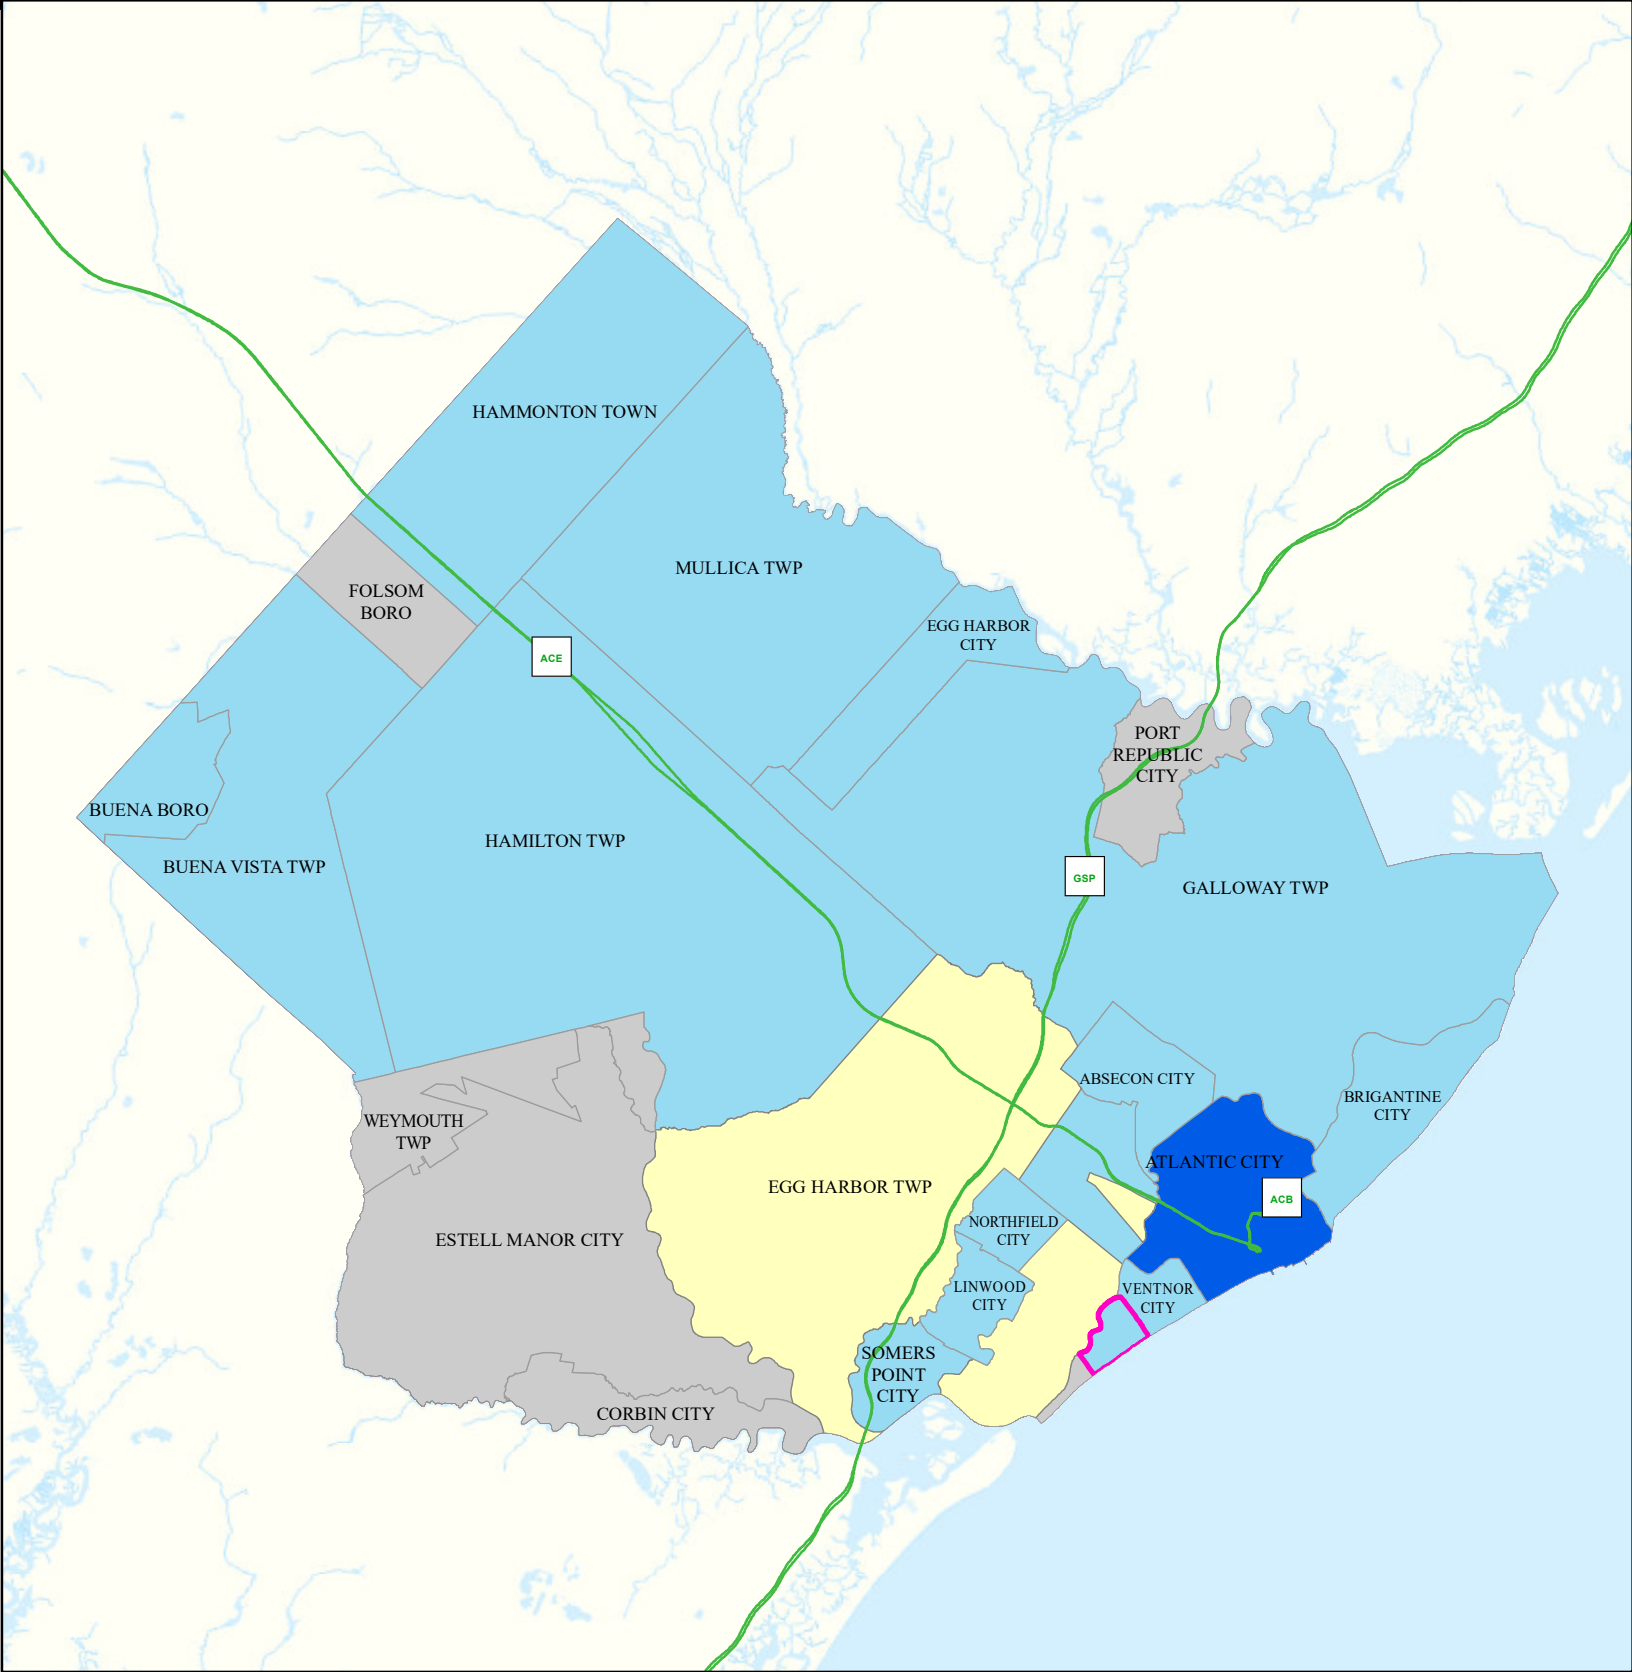 HAMMONTON TOWN
MULLICA TWP
FOLSOM
BORO
EGG HARBOR
CITY
ACE
PORT
REPUBLIC
CITY
BUENA BORO
HAMILTON TWP
BUENA VISTA TWP
GSP
GALLOWAY TWP
ABSECON CITY
BRIGANTINE
CITY
WEYMOUTH
TWP
ATLANTIC CITY
EGG HARBOR TWP
ACB
NORTHFIELD
CITY
ESTELL MANOR CITY
LINWOOD
CITY
VENTNOR
CITY
SOMERS
POINT
CITY
CORBIN CITY